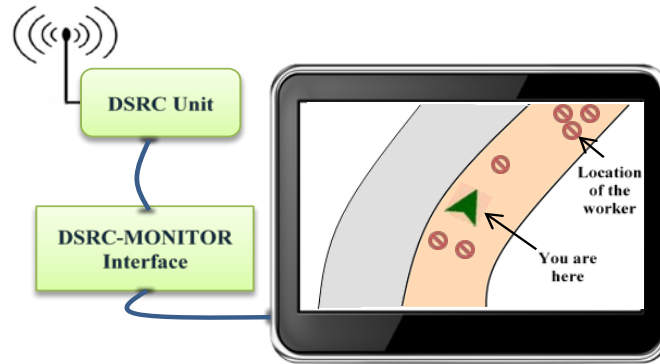 DSRC Unit
DSRC-MONITOR
Interface
Location
of the
worker
You are
here